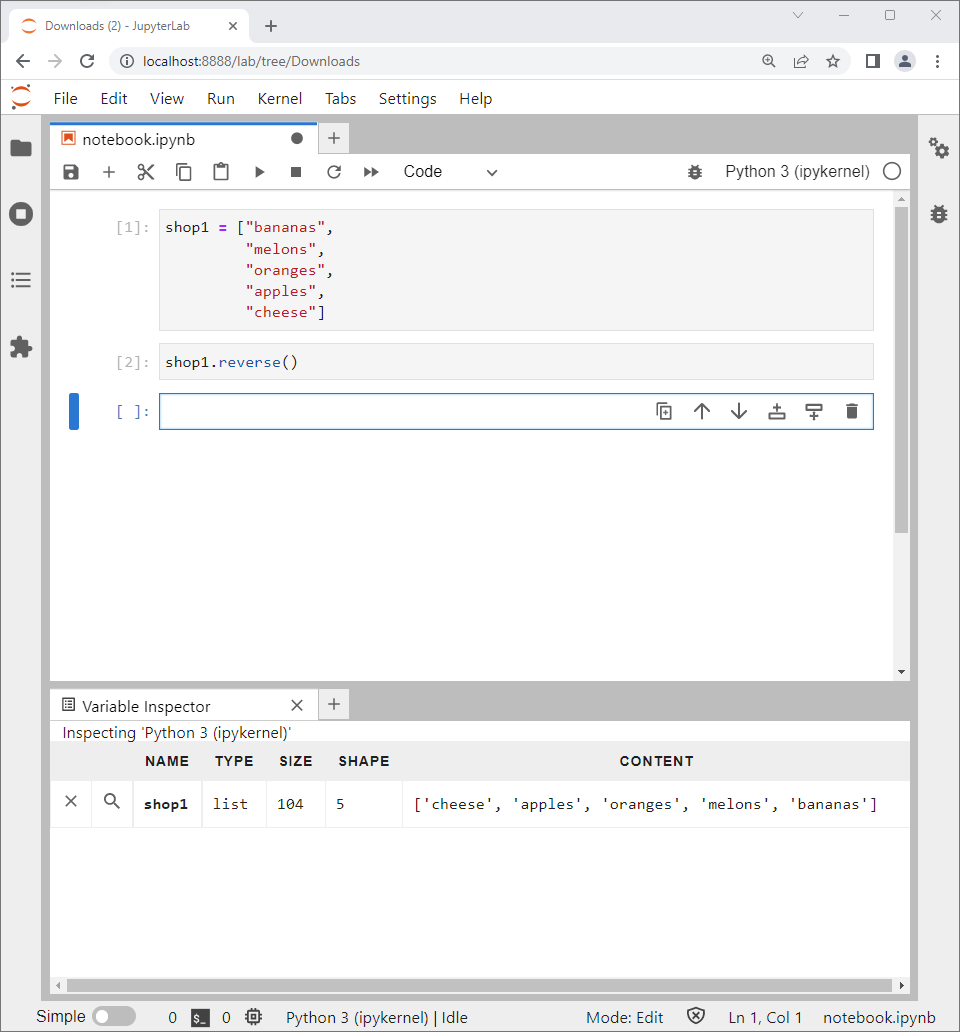 Downloads (2) - JupyterLab
localhost:8888/lab/tree/Downloads
File Edit View Run Kernel Tabs Settings Help
notebook.ipynb
Code Python 3 (ipykernel)
[1]: shop1 = ["bananas",
"melons",
"oranges",
"apples",
"cheese"]
[2]: shop1.reverse()
[ ]:
Variable Inspector
Inspecting 'Python 3 (ipykernel)'
NAME TYPE SIZE SHAPE CONTENT
shop1 list 104 5 ['cheese', 'apples', 'oranges', 'melons', 'bananas']
Simple 0 $_ 0 Python 3 (ipykernel) | Idle Mode: Edit Ln 1, Col 1 notebook.ipynb